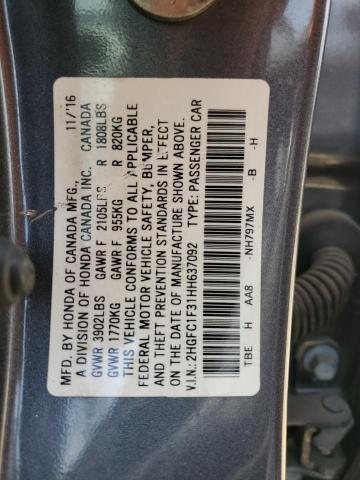 MFD. BY HONDA OF CANADA MFG., 11/'16
A DIVISION OF HONDA CANADA INC. CANADA
GVWR 3902LBS GAWR F 2105LBS R 1808LBS
GVWR 1770KG GAWR F 955KG R 820KG
THIS VEHICLE CONFORMS TO ALL APPLICABLE
FEDERAL MOTOR VEHICLE SAFETY, BUMPER,
AND THEFT PREVENTION STANDARDS IN EFFECT
ON THE DATE OF MANUFACTURE SHOWN ABOVE.
V.I.N.: 2HGFC1F31HH637092 TYPE: PASSENGER CAR
TBE H AA8 -NH797MX -B -H